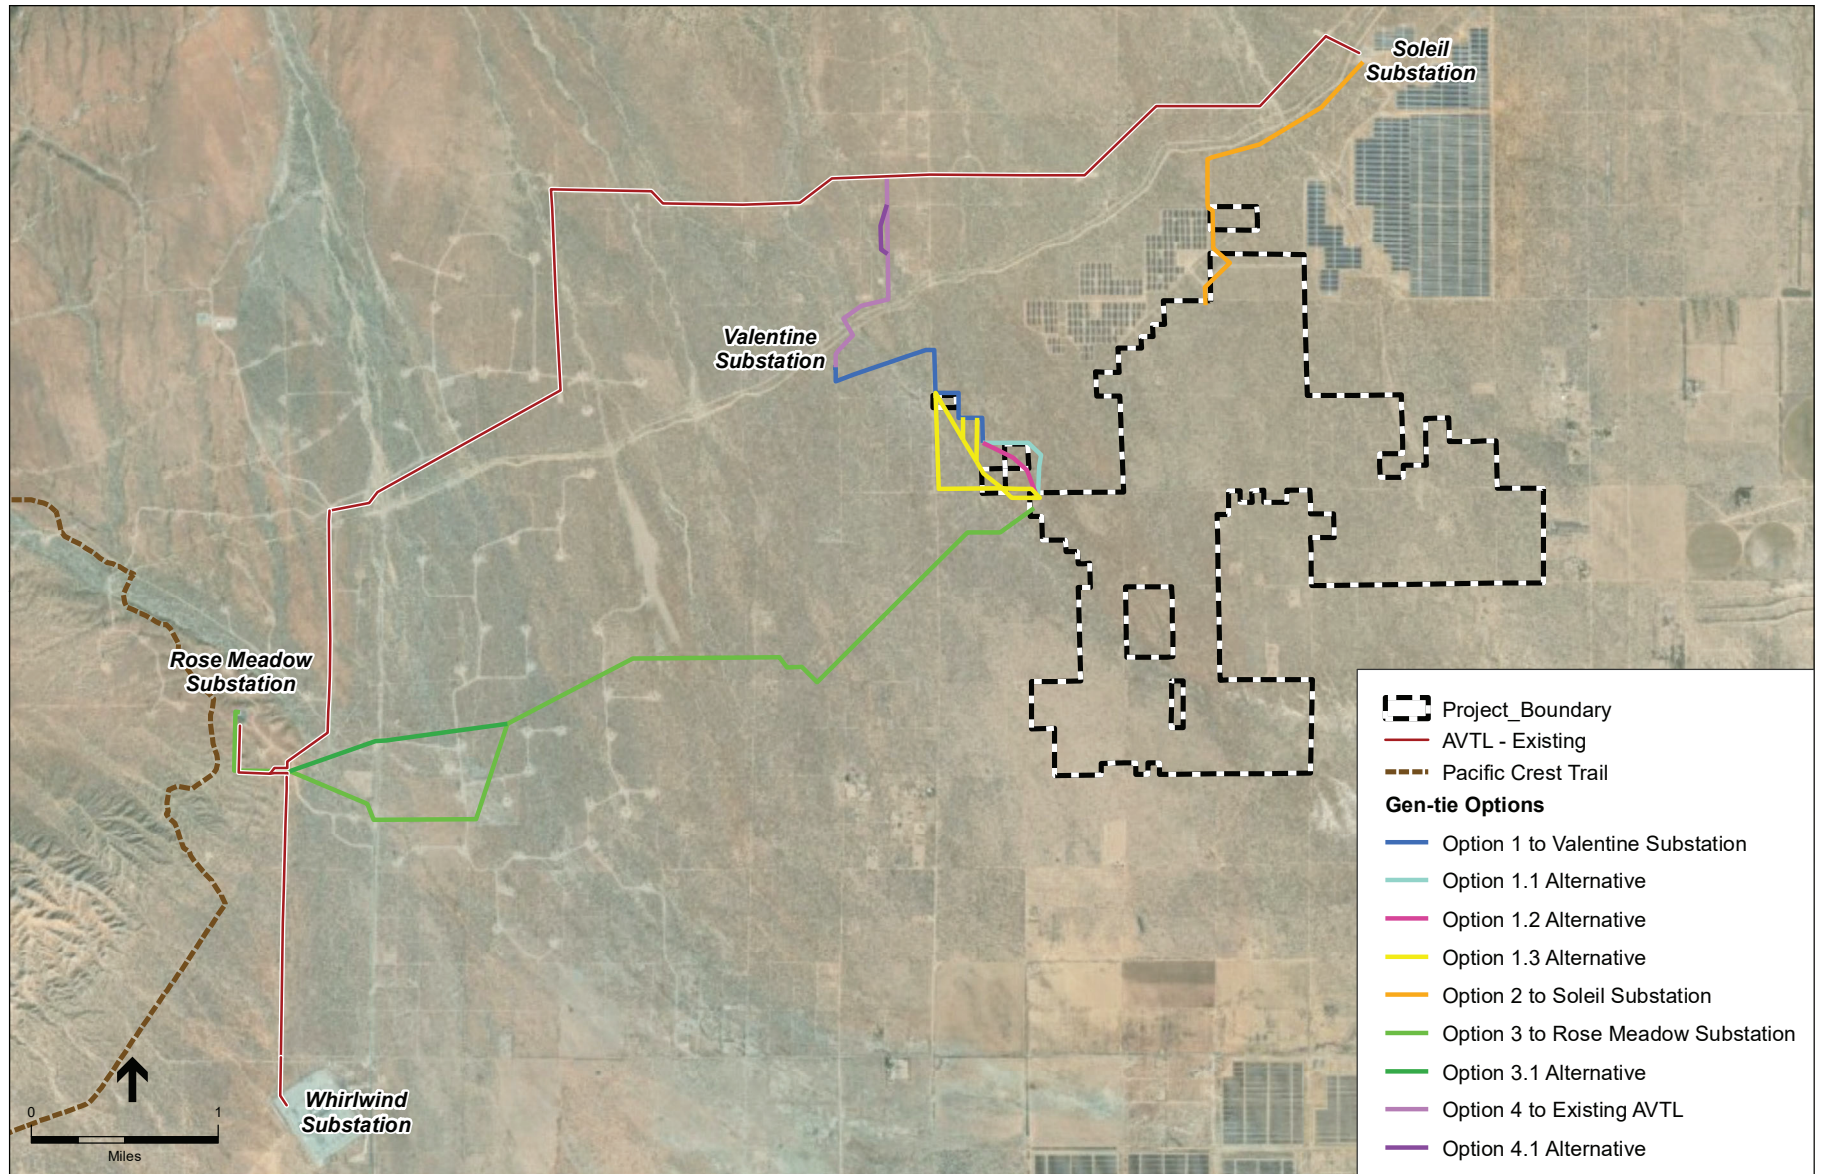 Soleil
Substation
Valentine
Substation
Rose Meadow
Substation
Whirlwind
Substation
0 1
Miles
Project_Boundary
AVTL - Existing
Pacific Crest Trail
Gen-tie Options
Option 1 to Valentine Substation
Option 1.1 Alternative
Option 1.2 Alternative
Option 1.3 Alternative
Option 2 to Soleil Substation
Option 3 to Rose Meadow Substation
Option 3.1 Alternative
Option 4 to Existing AVTL
Option 4.1 Alternative